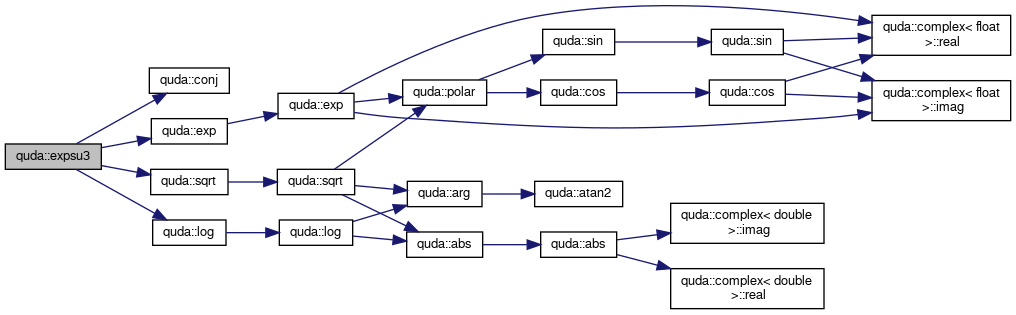 quda::expsu3
quda::conj
quda::exp
quda::sqrt
quda::log
quda::exp
quda::sqrt
quda::log
quda::polar
quda::arg
quda::abs
quda::sin
quda::cos
quda::atan2
quda::abs
quda::sin
quda::cos
quda::complex< double
>::imag
quda::complex< double
>::real
quda::complex< float
>::real
quda::complex< float
>::imag